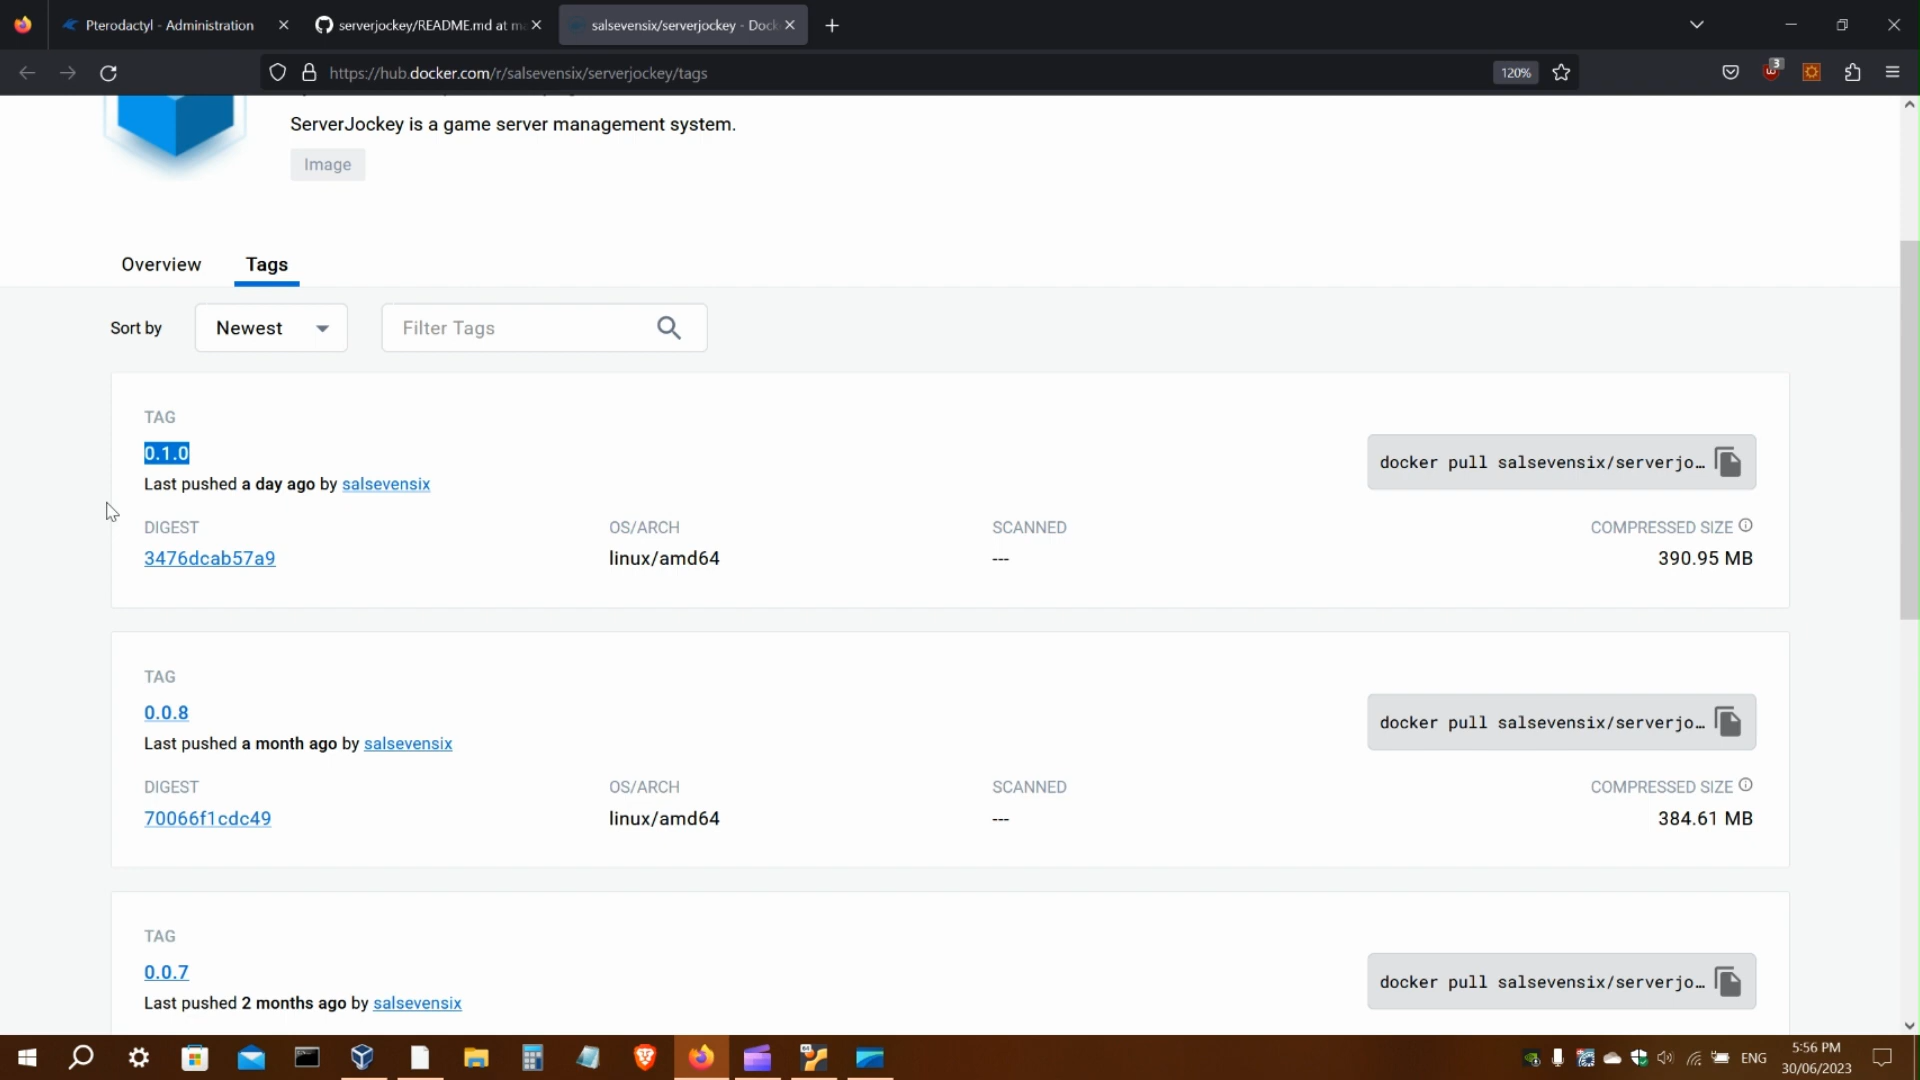 Pterodactyl - Administration
serverjockey/README.md at m
salsevensix/serverjockey - Dock
https://hub.docker.com/r/salsevensix/serverjockey/tags
120%
3
ServerJockey is a game server management system.
Image
Overview
Tags
Sort by
Newest
Filter Tags
TAG
0.1.0
docker pull salsevensix/serverjo…
Last pushed a day ago by salsevensix
DIGEST
OS/ARCH
SCANNED
COMPRESSED SIZE
3476dcab57a9
linux/amd64
---
390.95 MB
TAG
0.0.8
docker pull salsevensix/serverjo…
Last pushed a month ago by salsevensix
DIGEST
OS/ARCH
SCANNED
COMPRESSED SIZE
70066f1cdc49
linux/amd64
---
384.61 MB
TAG
0.0.7
docker pull salsevensix/serverjo…
Last pushed 2 months ago by salsevensix
ENG
5:56 PM
30/06/2023